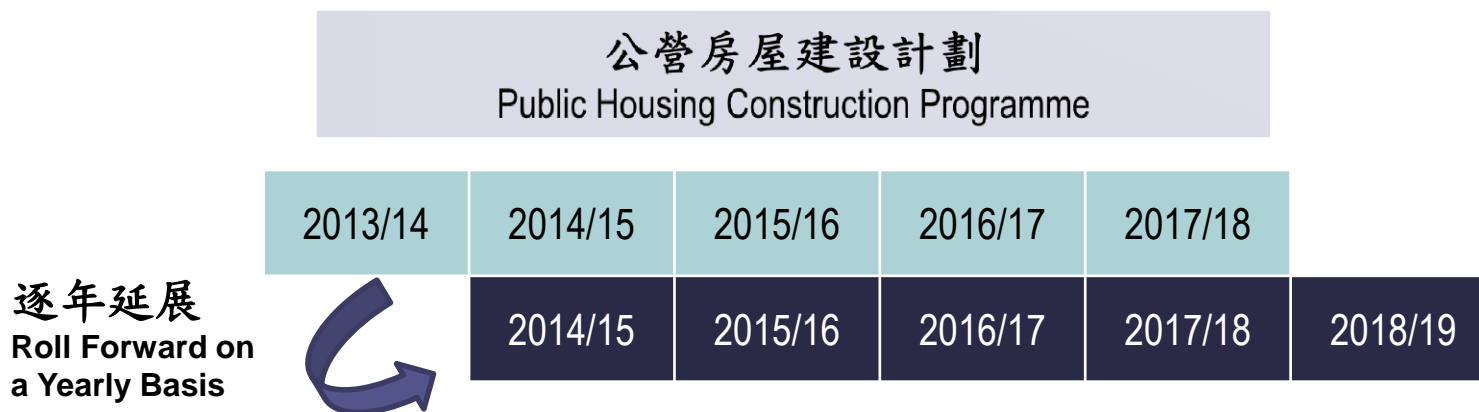 公營房屋建設計劃
Public Housing Construction Programme
2013/14 2014/15 2015/16 2016/17 2017/18
逐年延展
Roll Forward on
a Yearly Basis
2014/15 2015/16 2016/17 2017/18 2018/19